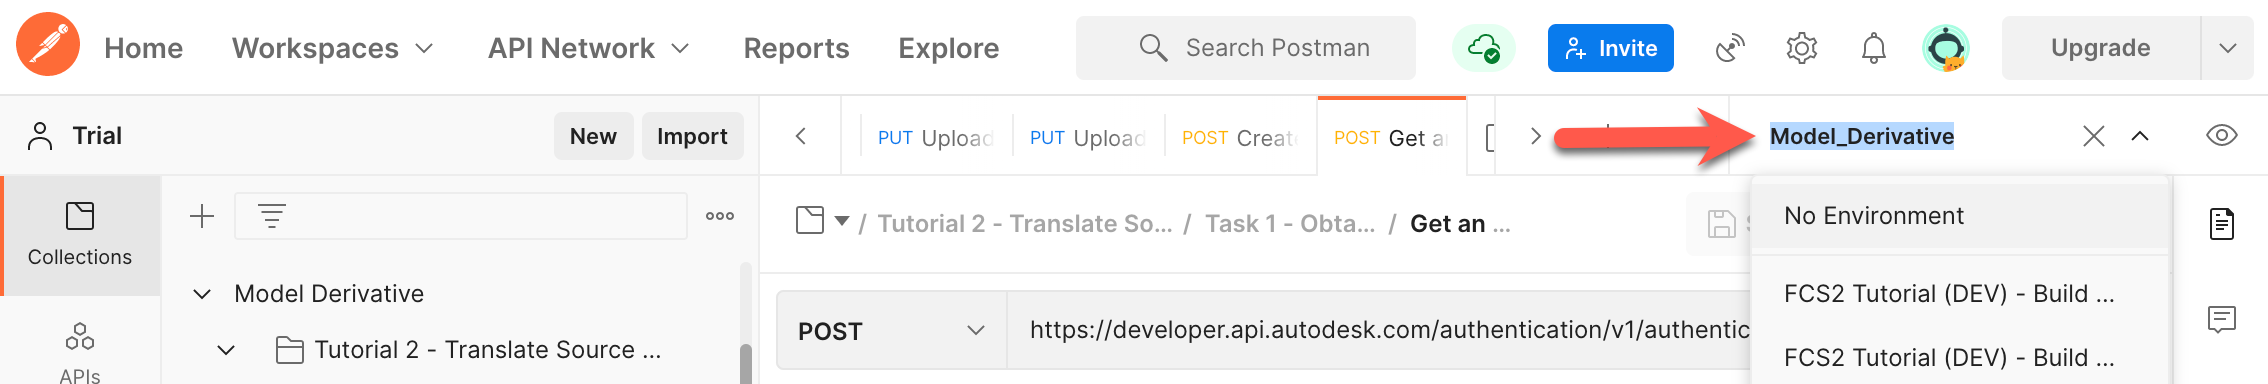 Home Workspaces API Network Reports Explore Search Postman Invite Upgrade
Trial New Import PUT Upload PUT Upload POST Create POST Get an Model_Derivative
No Environment
Tutorial 2 - Translate So... / Task 1 - Obta... / Get an ...
Collections
Model Derivative FCS2 Tutorial (DEV) - Build ...
POST https://developer.api.autodesk.com/authentication/v1/authentic
Tutorial 2 - Translate Source ... FCS2 Tutorial (DEV) - Build ...
APIs